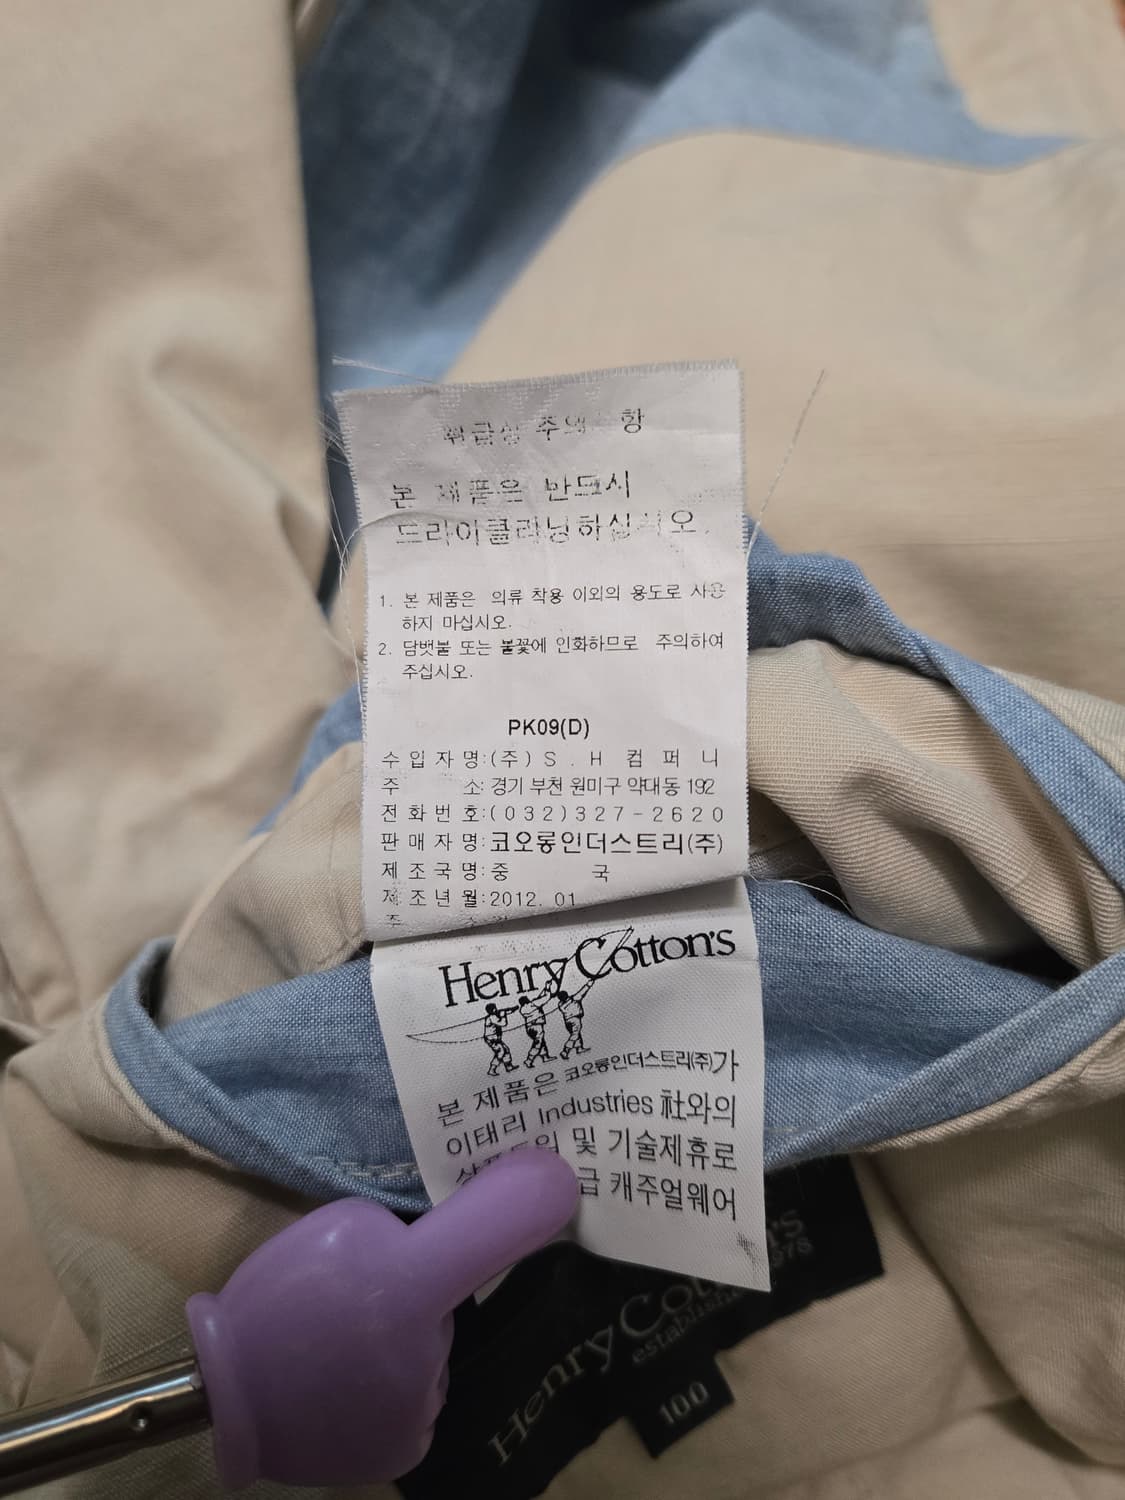 취급상 주의 항
본 제품은 반드시
드라이클리닝하십시오.
1. 본 제품은 의류 착용 이외의 용도로 사용
하지 마십시오.
2. 담뱃불 또는 불꽃에 인화하므로 주의하여
주십시오.
PK09(D)
수입자명:(주)S.H 컴퍼니
주 소: 경기 부천 원미구 약대동 192
전화번호:(032)327-2620
판매자명:코오롱인더스트리(주)
제조국명:중 국
제조년월:2012. 01
주 소:
Henry Cotton's
본 제품은 코오롱인더스트리(주)가
이태리 Industries 社와의
및 기술제휴로
급 캐주얼웨어
Henry Cotton's
established 1978
100